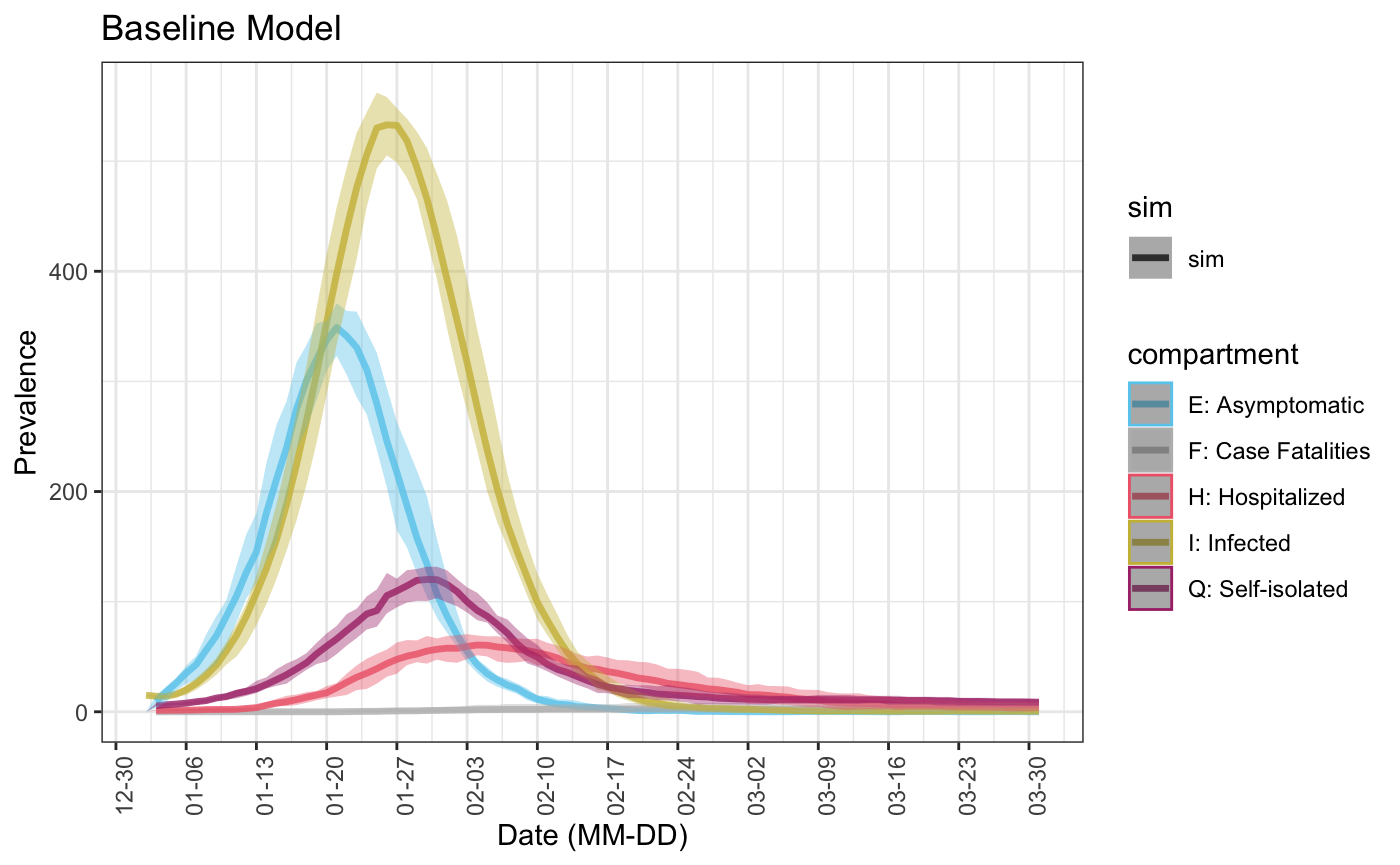 Baseline Model
Prevalence
400
200
0
12-30
01-06
01-13
01-20
01-27
02-03
02-10
02-17
02-24
03-02
03-09
03-16
03-23
03-30
Date (MM-DD)
sim
sim
compartment
E: Asymptomatic
F: Case Fatalities
H: Hospitalized
I: Infected
Q: Self-isolated